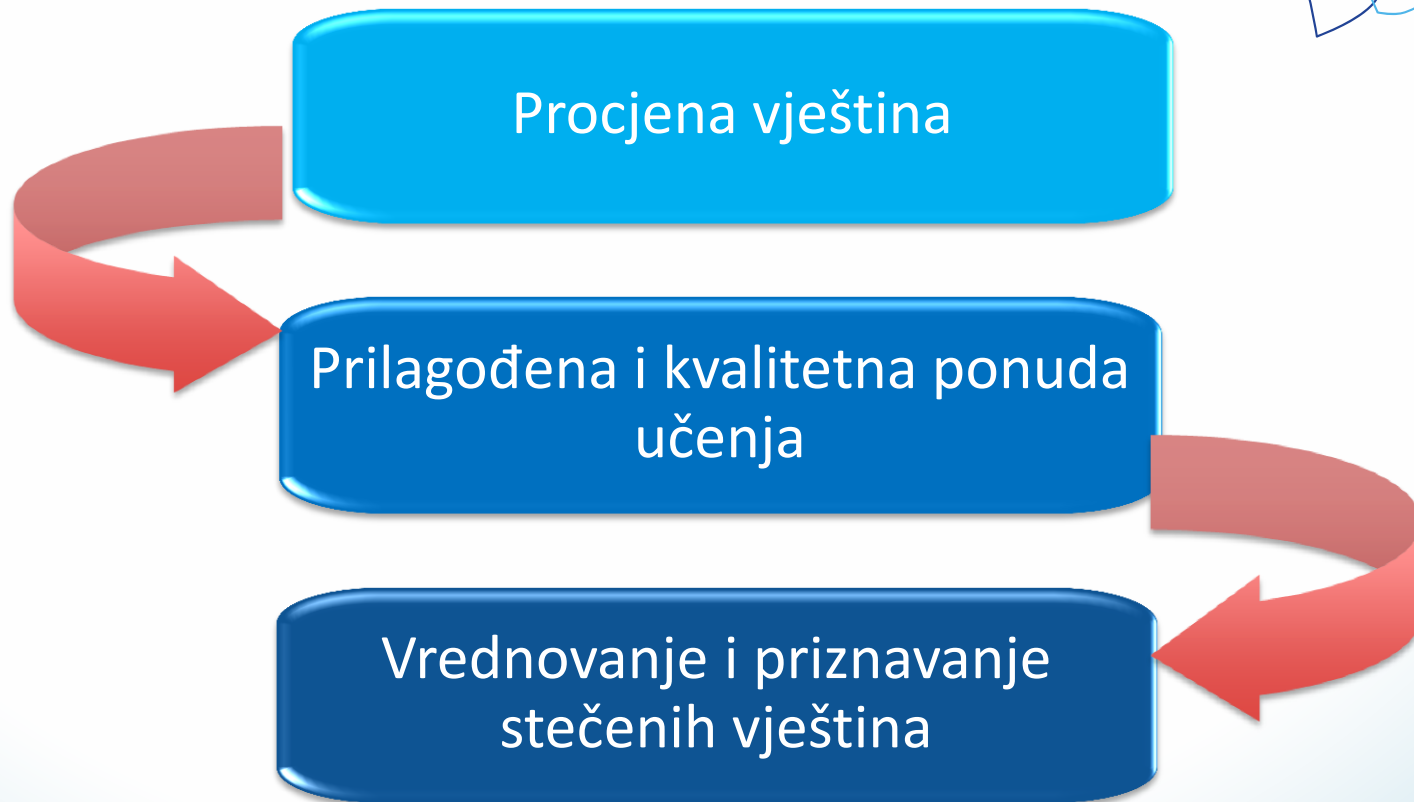 Procjena vještina
Prilagođena i kvalitetna ponuda
učenja
Vrednovanje i priznavanje
stečenih vještina